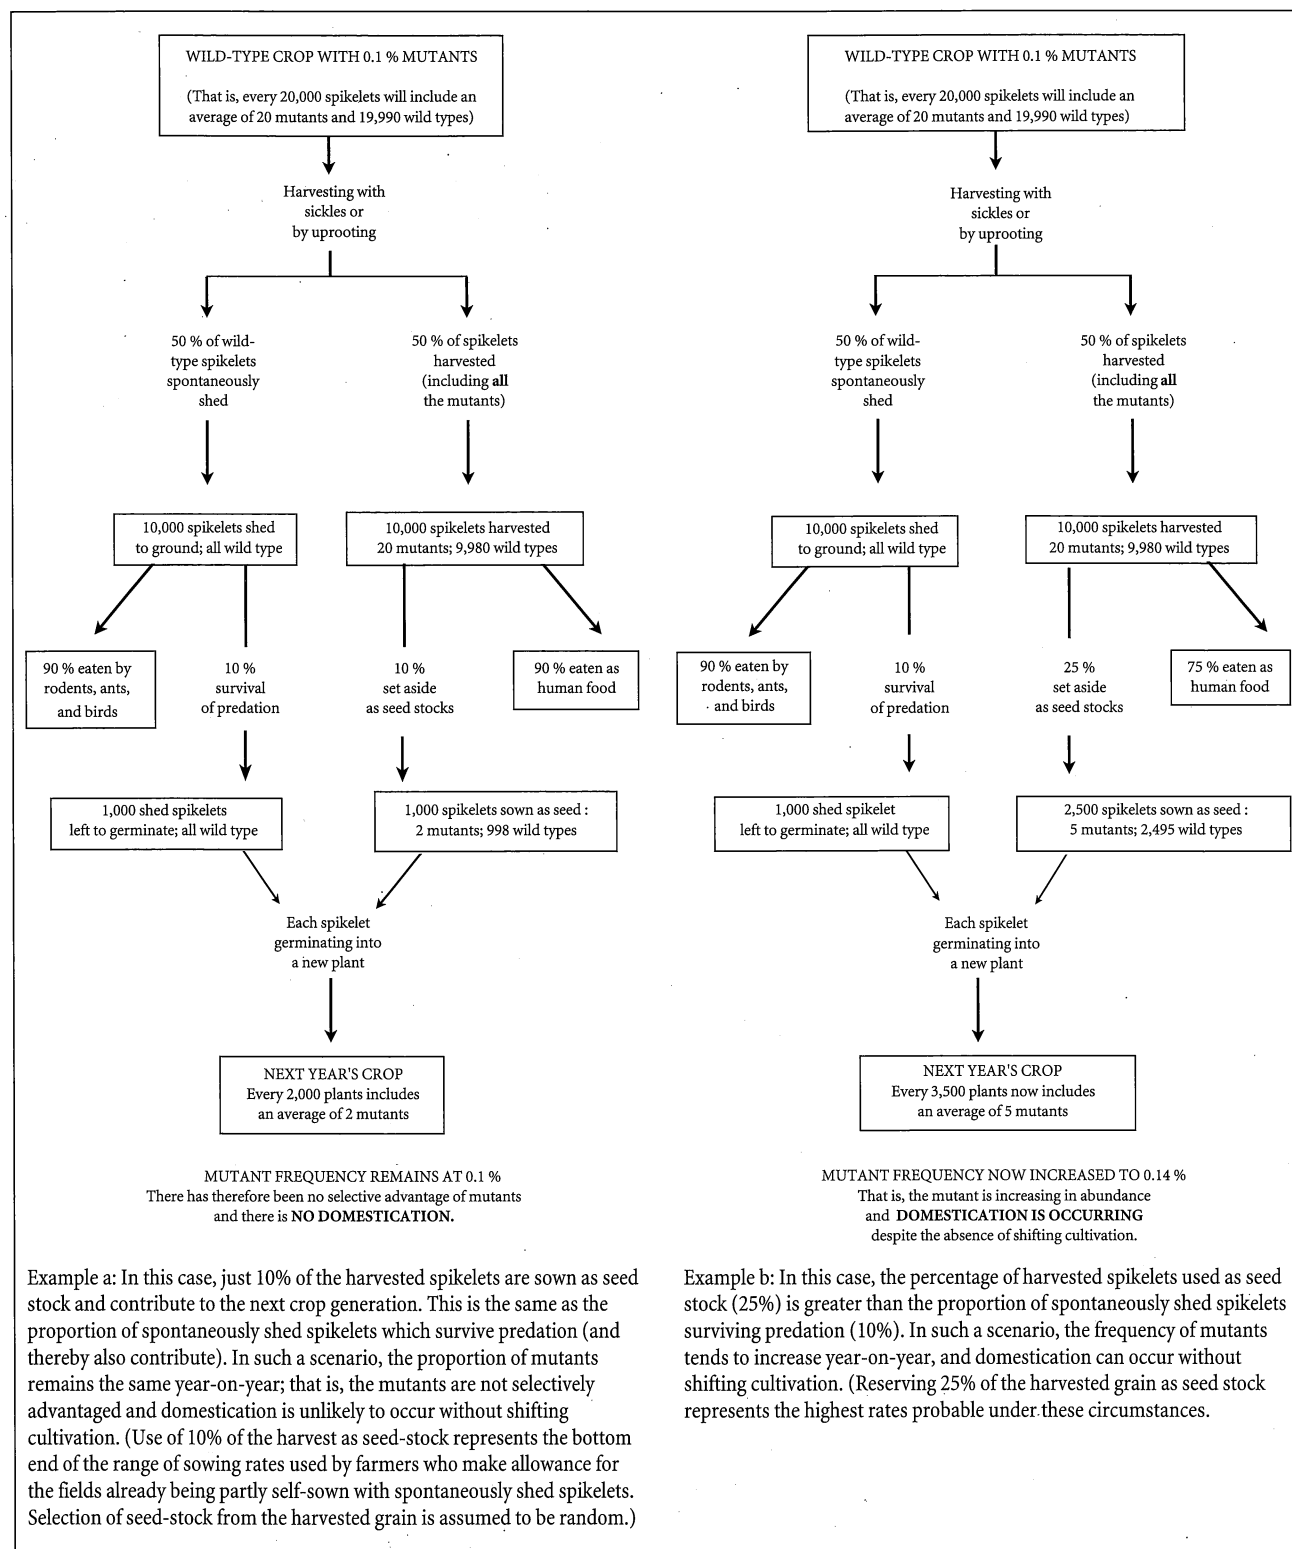 WILD-TYPE CROP WITH 0.1 % MUTANTS
(That is, every 20,000 spikelets will include an
average of 20 mutants and 19,990 wild types)
Harvesting with
sickles or
by uprooting
50 % of wild-
type spikelets
spontaneously
shed
50 % of spikelets
harvested
(including all
the mutants)
10,000 spikelets shed
to ground; all wild type
10,000 spikelets harvested
20 mutants; 9,980 wild types
90 % eaten by
rodents, ants,
and birds
10 %
survival
of predation
10 %
set aside
as seed stocks
90 % eaten as
human food
1,000 shed spikelets
left to germinate; all wild type
1,000 spikelets sown as seed :
2 mutants; 998 wild types
Each spikelet
germinating into
a new plant
NEXT YEAR'S CROP
Every 2,000 plants includes
an average of 2 mutants
MUTANT FREQUENCY REMAINS AT 0.1 %
There has therefore been no selective advantage of mutants
and there is NO DOMESTICATION.
Example a: In this case, just 10% of the harvested spikelets are sown as seed
stock and contribute to the next crop generation. This is the same as the
proportion of spontaneously shed spikelets which survive predation (and
thereby also contribute). In such a scenario, the proportion of mutants
remains the same year-on-year; that is, the mutants are not selectively
advantaged and domestication is unlikely to occur without shifting
cultivation. (Use of 10% of the harvest as seed-stock represents the bottom
end of the range of sowing rates used by farmers who make allowance for
the fields already being partly self-sown with spontaneously shed spikelets.
Selection of seed-stock from the harvested grain is assumed to be random.)
WILD-TYPE CROP WITH 0.1 % MUTANTS
(That is, every 20,000 spikelets will include an
average of 20 mutants and 19,990 wild types)
Harvesting with
sickles or
by uprooting
50 % of wild-
type spikelets
spontaneously
shed
50 % of spikelets
harvested
(including all
the mutants)
10,000 spikelets shed
to ground; all wild type
10,000 spikelets harvested
20 mutants; 9,980 wild types
90 % eaten by
rodents, ants,
and birds
10 %
survival
of predation
25 %
set aside
as seed stocks
75 % eaten as
human food
1,000 shed spikelet
left to germinate; all wild type
2,500 spikelets sown as seed :
5 mutants; 2,495 wild types
Each spikelet
germinating into
a new plant
NEXT YEAR'S CROP
Every 3,500 plants now includes
an average of 5 mutants
MUTANT FREQUENCY NOW INCREASED TO 0.14 %
That is, the mutant is increasing in abundance
and DOMESTICATION IS OCCURRING
despite the absence of shifting cultivation.
Example b: In this case, the percentage of harvested spikelets used as seed
stock (25%) is greater than the proportion of spontaneously shed spikelets
surviving predation (10%). In such a scenario, the frequency of mutants
tends to increase year-on-year, and domestication can occur without
shifting cultivation. (Reserving 25% of the harvested grain as seed stock
represents the highest rates probable under these circumstances.